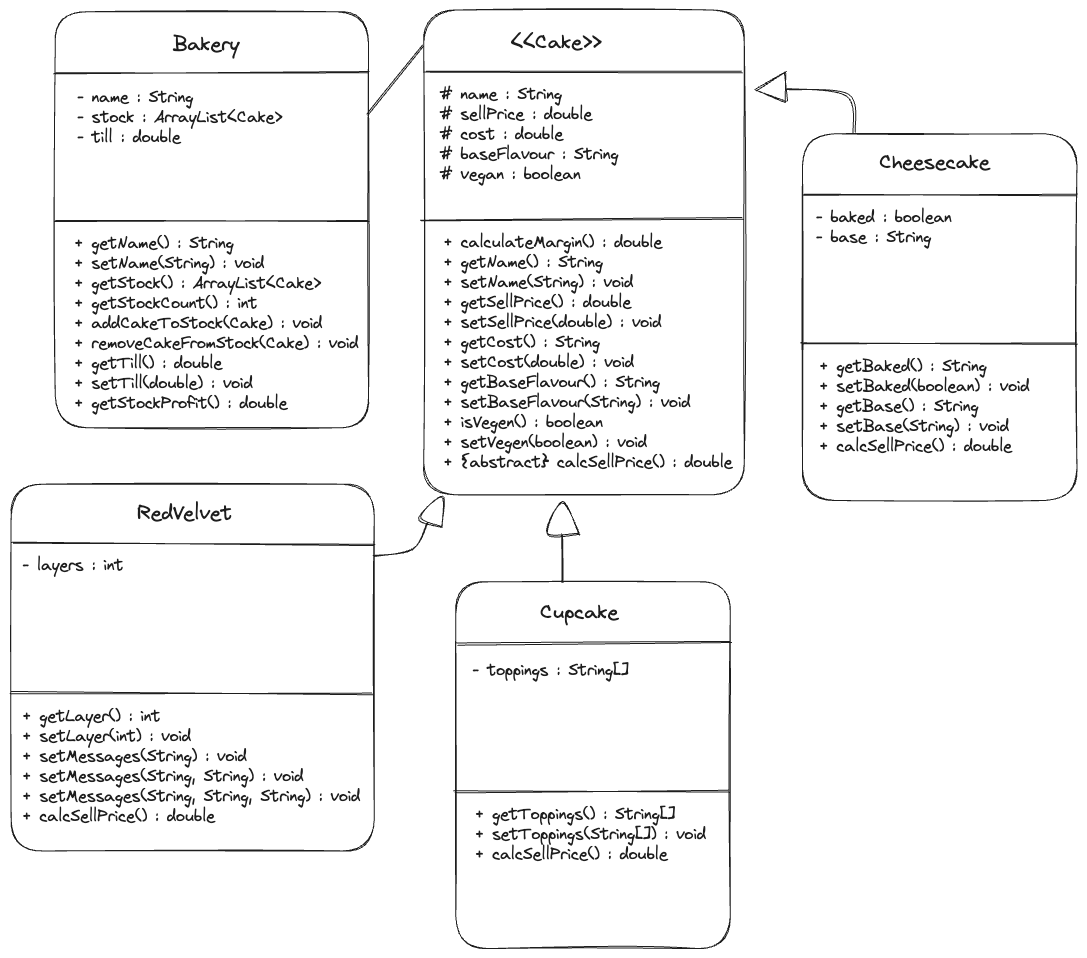 Bakery
- name : String
- stock : ArrayList<Cake>
- till : double
+ getName() : String
+ setName(String) : void
+ getStock() : ArrayList<Cake>
+ getStockCount() : int
+ addCakeToStock(Cake) : void
+ removeCakeFromStock(Cake) : void
+ getTill() : double
+ setTill(double) : void
+ getStockProfit() : double
<<Cake>>
# name : String
# sellPrice : double
# cost : double
# baseFlavour : String
# vegan : boolean
+ calculateMargin() : double
+ getName() : String
+ setName(String) : void
+ getSellPrice() : double
+ setSellPrice(double) : void
+ getCost() : String
+ setCost(double) : void
+ getBaseFlavour() : String
+ setBaseFlavour(String) : void
+ isVegen() : boolean
+ setVegen(boolean) : void
+ {abstract} calcSellPrice() : double
Cheesecake
- baked : boolean
- base : String
+ getBaked() : String
+ setBaked(boolean) : void
+ getBase() : String
+ setBase(String) : void
+ calcSellPrice() : double
RedVelvet
- layers : int
+ getLayer() : int
+ setLayer(int) : void
+ setMessages(String) : void
+ setMessages(String, String) : void
+ setMessages(String, String, String) : void
+ calcSellPrice() : double
Cupcake
- toppings : String[]
+ getToppings() : String[]
+ setToppings(String[]) : void
+ calcSellPrice() : double